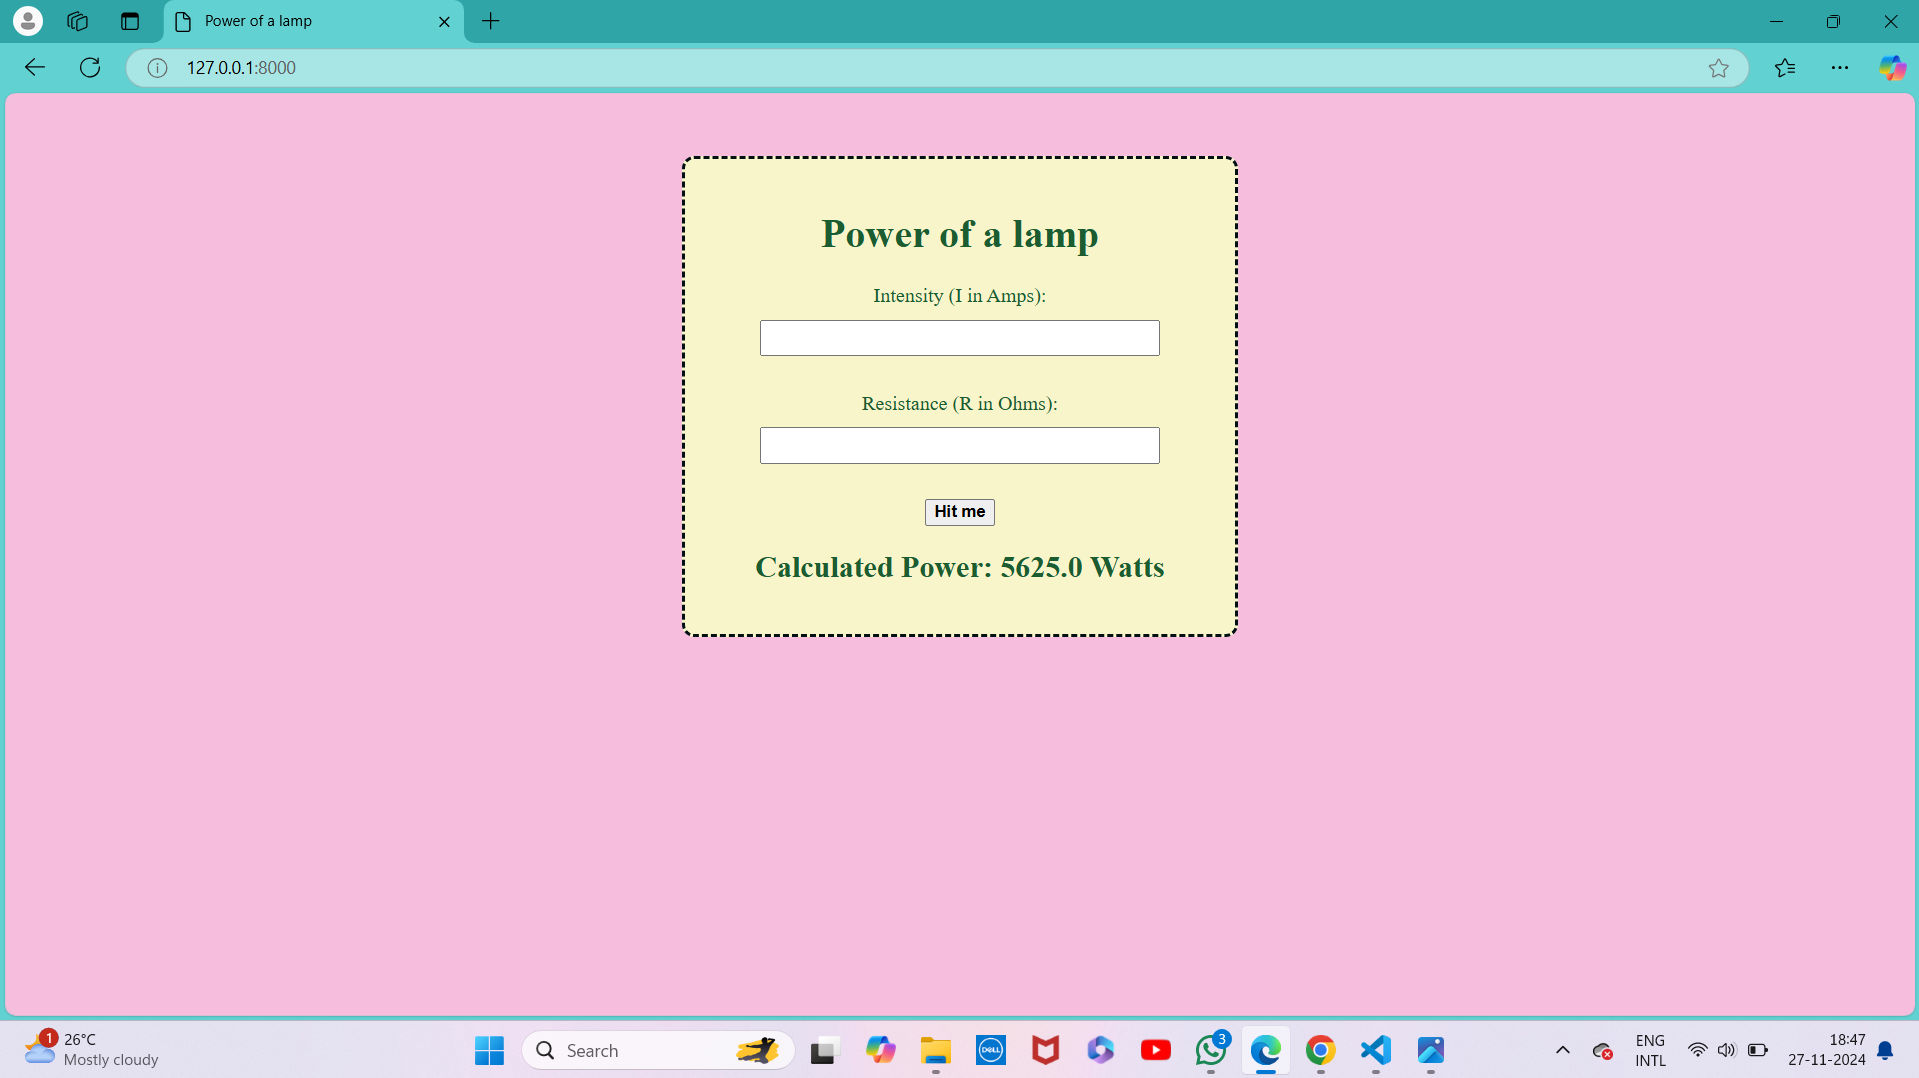 Power of a lamp
127.0.0.1:8000
Power of a lamp
Intensity (I in Amps):
Resistance (R in Ohms):
Hit me
Calculated Power: 5625.0 Watts
1
26°C
Mostly cloudy
Search
DELL
3
ENG
INTL
18:47
27-11-2024